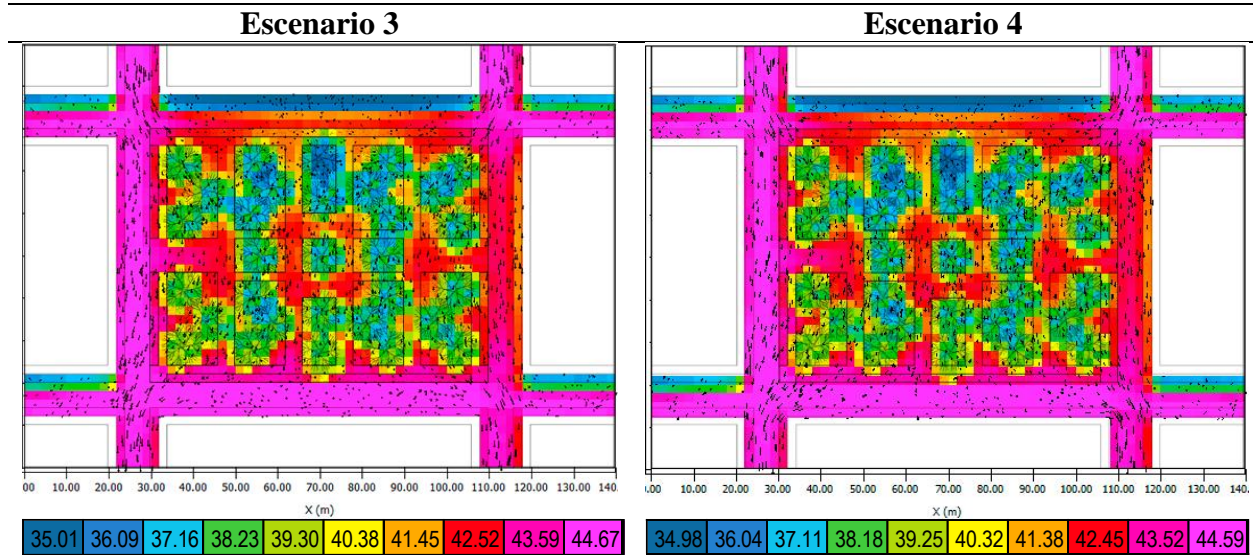 Escenario 3
Escenario 4
00 10.00 20.00 30.00 40.00 50.00 60.00 70.00 80.00 90.00 100.00 110.00 120.00 130.00 140.
X (m)
.00 10.00 20.00 30.00 40.00 50.00 60.00 70.00 80.00 90.00 100.00 110.00 120.00 130.00 140.
X (m)
35.01 36.09 37.16 38.23 39.30 40.38 41.45 42.52 43.59 44.67
34.98 36.04 37.11 38.18 39.25 40.32 41.38 42.45 43.52 44.59